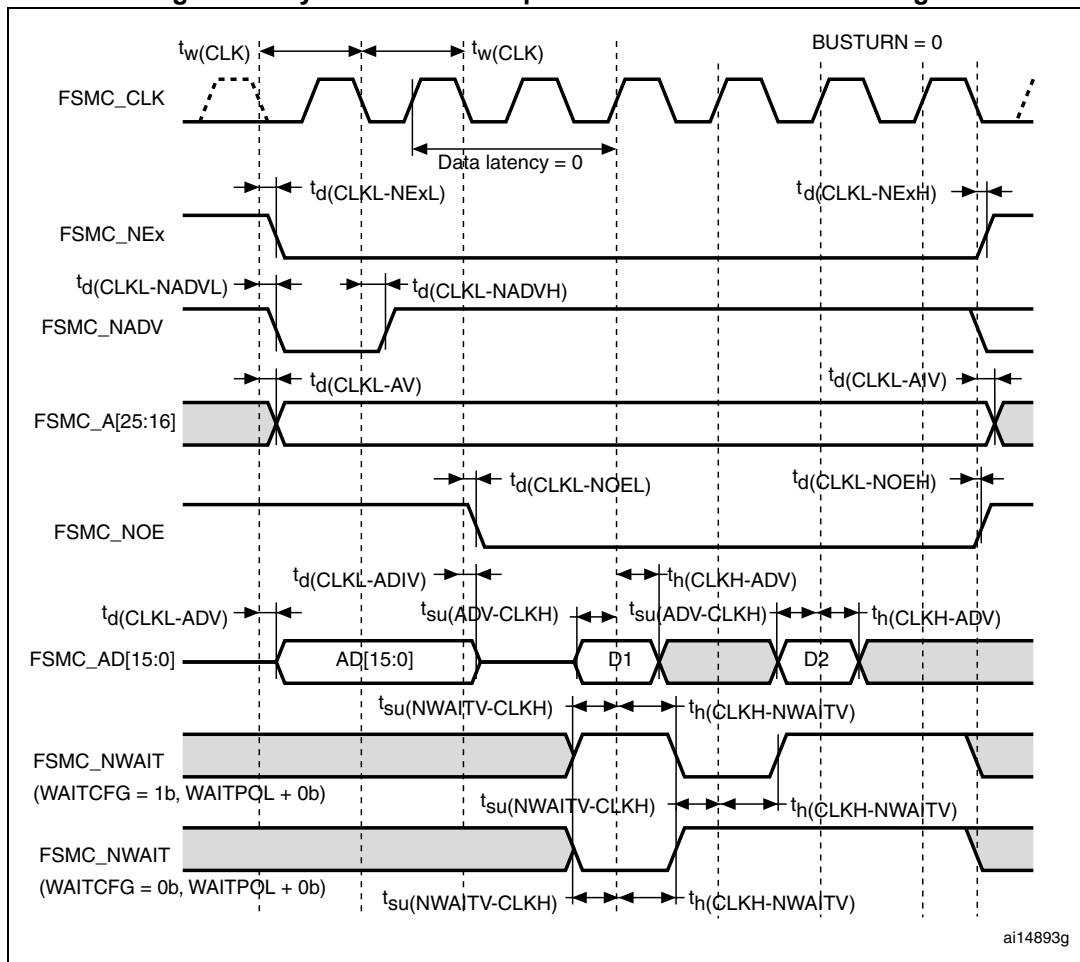 tw(CLK) tw(CLK) BUSTURN = 0
FSMC_CLK
Data latency = 0
td(CLKL-NExL) td(CLKL-NExH)
FSMC_NEx
td(CLKL-NADVL) td(CLKL-NADVH)
FSMC_NADV
td(CLKL-AV) td(CLKL-AIV)
FSMC_A[25:16]
td(CLKL-NOEL) td(CLKL-NOEH)
FSMC_NOE
td(CLKL-ADIV) th(CLKH-ADV)
td(CLKL-ADV) tsu(ADV-CLKH) tsu(ADV-CLKH) th(CLKH-ADV)
FSMC_AD[15:0] AD[15:0] D1 D2
tsu(NWAITV-CLKH) th(CLKH-NWAITV)
FSMC_NWAIT
(WAITCFG = 1b, WAITPOL + 0b)
tsu(NWAITV-CLKH) th(CLKH-NWAITV)
FSMC_NWAIT
(WAITCFG = 0b, WAITPOL + 0b)
tsu(NWAITV-CLKH) th(CLKH-NWAITV)
ai14893g